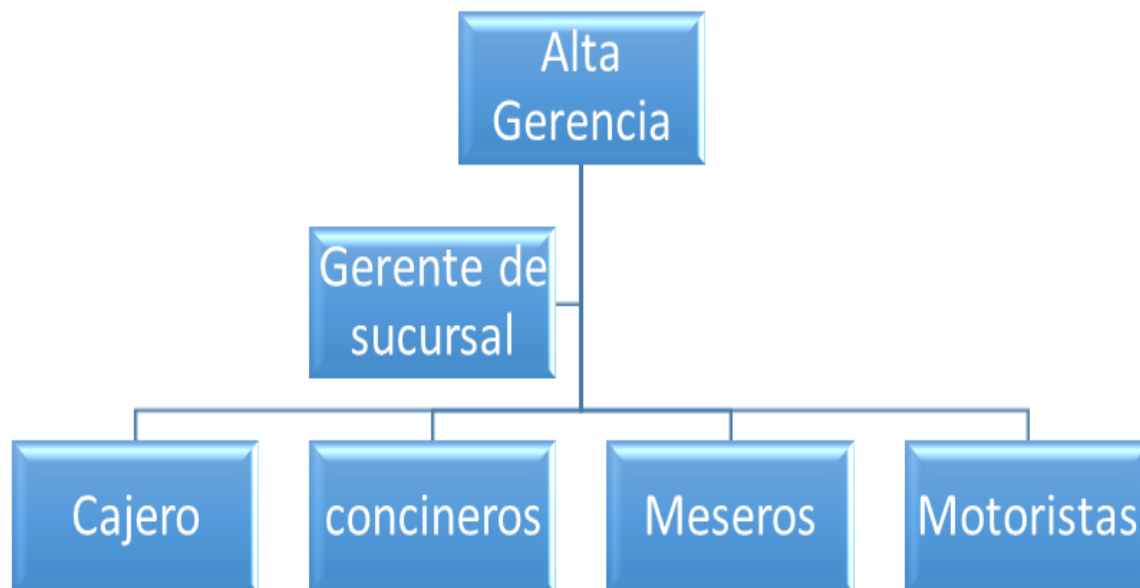 Alta
Gerencia
Gerente de
sucursal
Cajero
concineros
Meseros
Motoristas